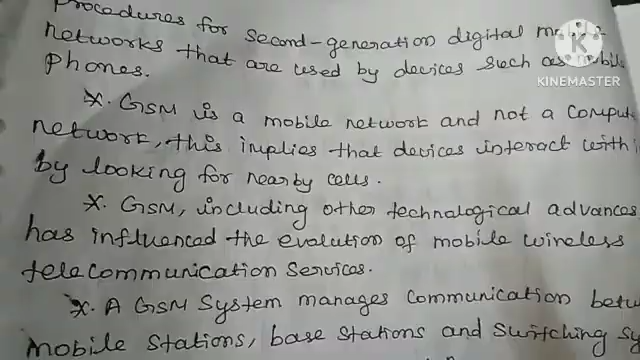 Procedures for second-generation digital
networks that are used by devices such as mobile
phones.
K
KINEMASTER
*. GSM is a mobile network and not a comput
network, this implies that devices interact with i
by looking for nearby cells.
*. GSM, including other technological advances
has influenced the evolution of mobile wireless
telecommunication services.
*. A GSM system manages communication betw
mobile stations, base stations and switching sy